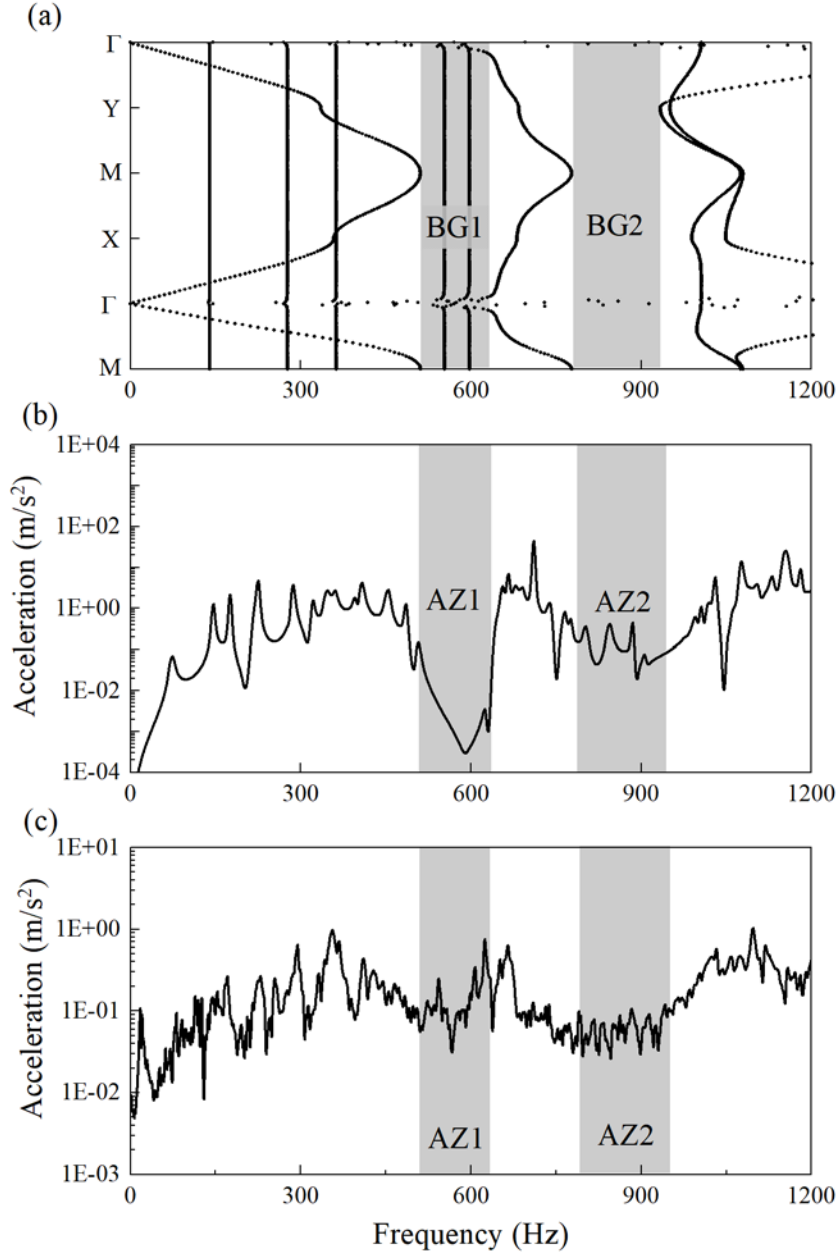 (a)
Γ
Y
M
X
Γ
M
BG1
BG2
0
300
600
900
1200
(b)
Acceleration (m/s²)
1E+04
1E+02
1E+00
1E-02
1E-04
AZ1
AZ2
0
300
600
900
1200
(c)
Acceleration (m/s²)
1E+01
1E+00
1E-01
1E-02
1E-03
AZ1
AZ2
0
300
600
900
1200
Frequency (Hz)